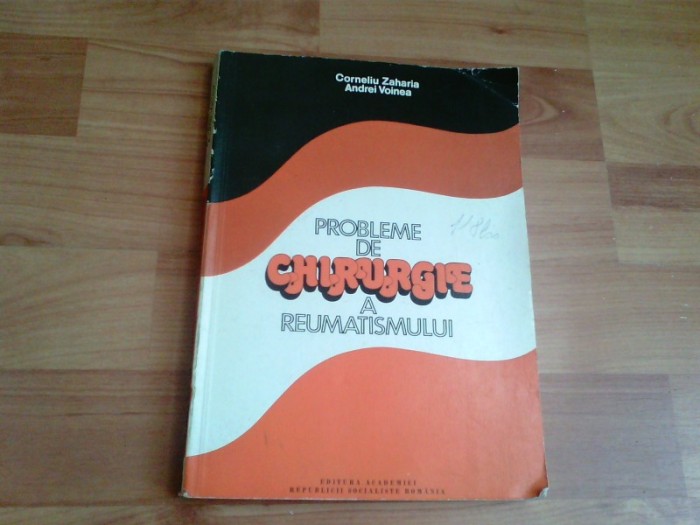 Corneliu Zaharia
Andrei Voinea
PROBLEME
DE
CHIRURGIE
A
REUMATISMULUI
EDITURA ACADEMIEI
REPUBLICII SOCIALISTE ROMÂNIA